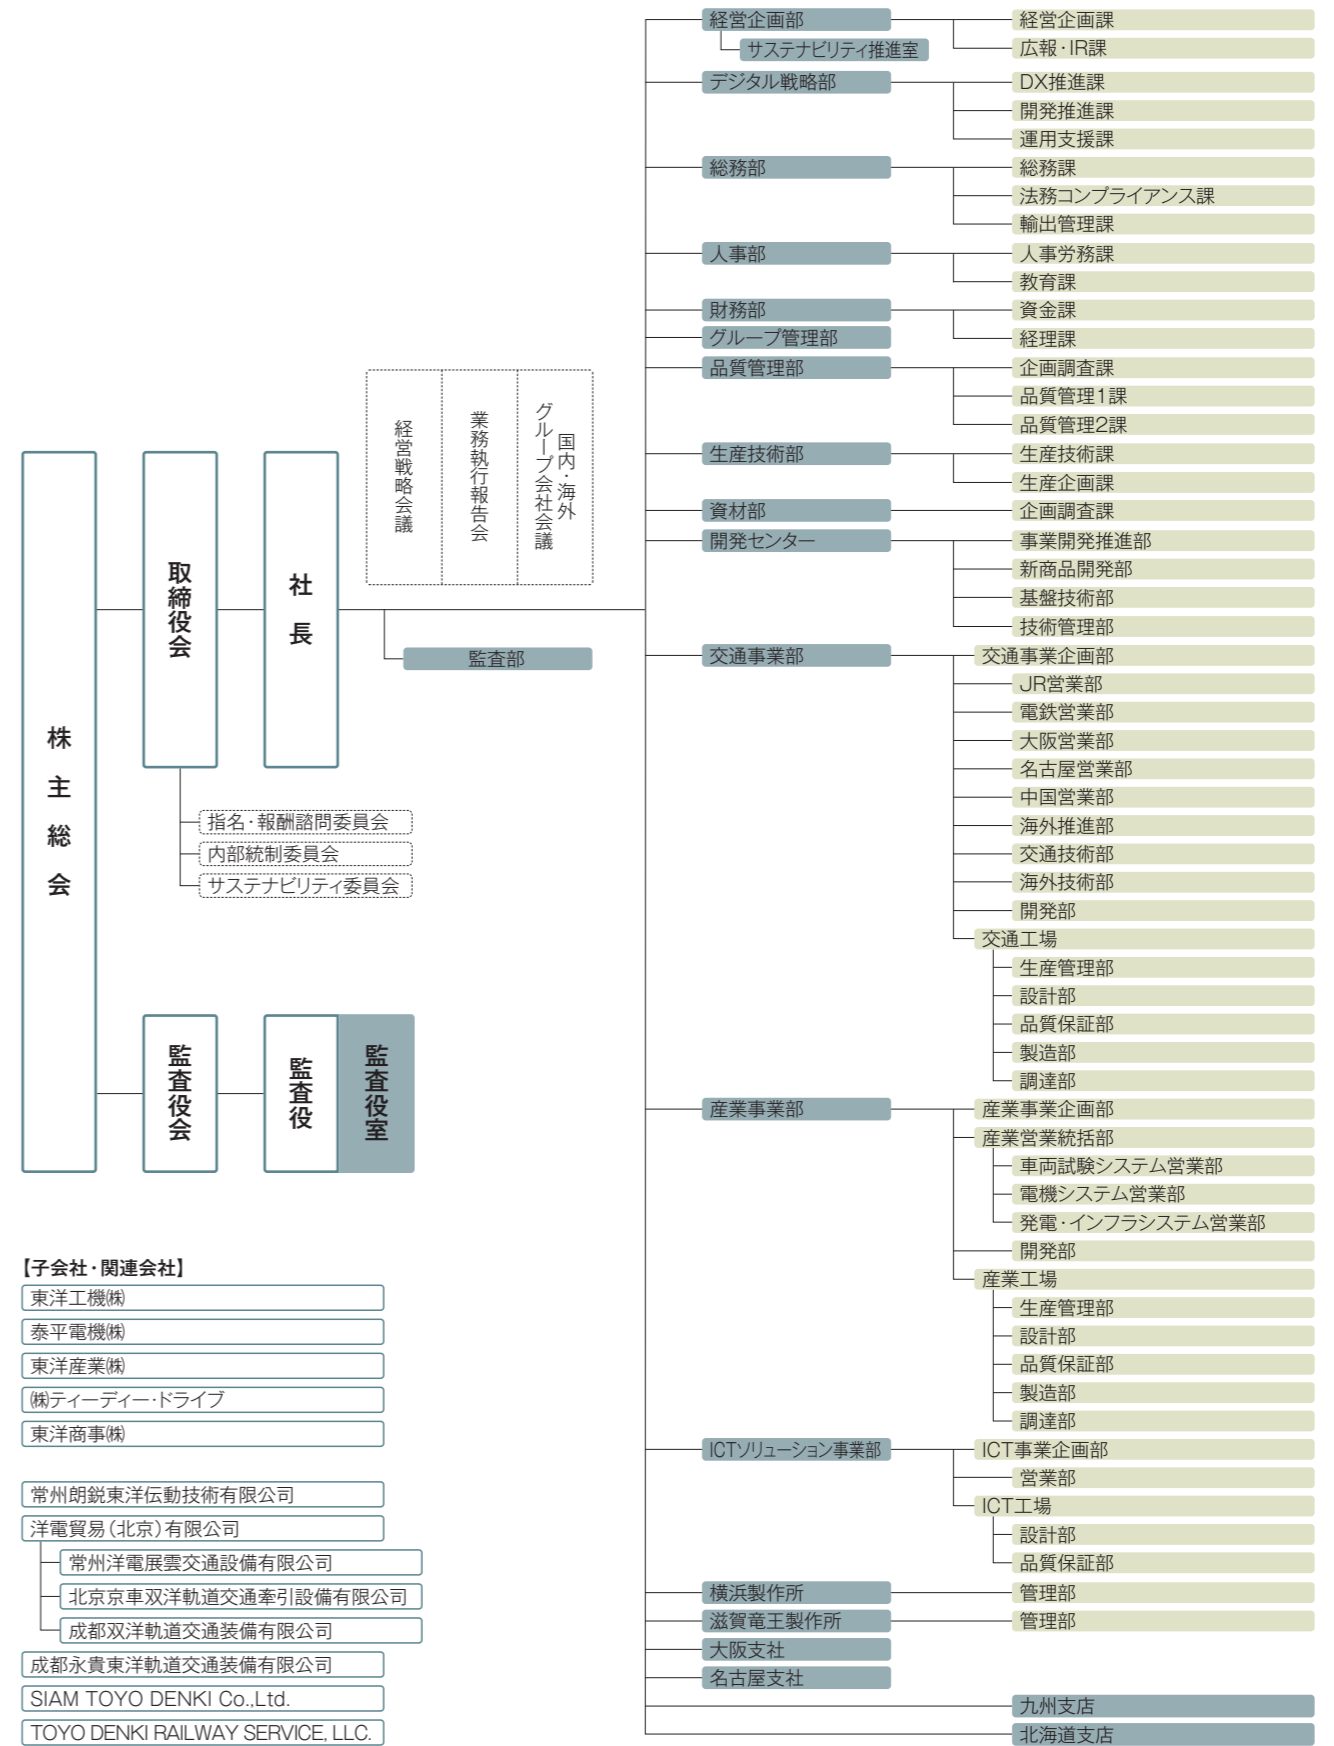 株主総会
取締役会
社長
経営戦略会議
業務執行報告会
国内・海外
グループ会社会議
監査部
指名・報酬諮問委員会
内部統制委員会
サステナビリティ委員会
監査役会
監査役
監査役室
経営企画部
サステナビリティ推進室
経営企画課
広報・IR課
デジタル戦略部
DX推進課
開発推進課
運用支援課
総務部
総務課
法務コンプライアンス課
輸出管理課
人事部
人事労務課
教育課
財務部
資金課
経理課
グループ管理部
品質管理部
企画調査課
品質管理1課
品質管理2課
生産技術部
生産技術課
生産企画課
資材部
企画調査課
開発センター
事業開発推進部
新商品開発部
基盤技術部
技術管理部
交通事業部
交通事業企画部
JR営業部
電鉄営業部
大阪営業部
名古屋営業部
中国営業部
海外推進部
交通技術部
海外技術部
開発部
交通工場
生産管理部
設計部
品質保証部
製造部
調達部
産業事業部
産業事業企画部
産業営業統括部
車両試験システム営業部
電機システム営業部
発電・インフラシステム営業部
開発部
産業工場
生産管理部
設計部
品質保証部
製造部
調達部
ICTソリューション事業部
ICT事業企画部
営業部
ICT工場
設計部
品質保証部
横浜製作所
管理部
滋賀竜王製作所
管理部
大阪支社
名古屋支社
九州支店
北海道支店
【子会社・関連会社】
東洋工機㈱
泰平電機㈱
東洋産業㈱
㈱ティーディー・ドライブ
東洋商事㈱
常州朗鋭東洋伝動技術有限公司
洋電貿易（北京）有限公司
常州洋電展雲交通設備有限公司
北京京車双洋軌道交通牽引設備有限公司
成都双洋軌道交通装備有限公司
成都永貴東洋軌道交通装備有限公司
SIAM TOYO DENKI Co.,Ltd.
TOYO DENKI RAILWAY SERVICE, LLC.